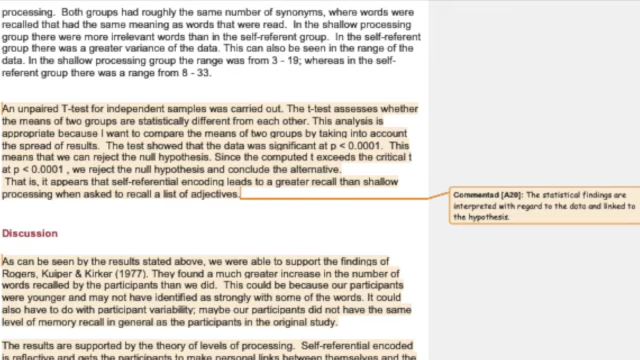 processing.  Both groups had roughly the same number of synonyms, where words were
recalled that had the same meaning as words that were read.  In the shallow processing
group there were more irrelevant words than in the self-referent group.  In the self-referent
group there was a greater variance of the data. This can also be seen in the range of
the data. In the shallow processing group the range was from 3 - 19; whereas in the self-
referent group there was a range from 8 - 33.
An unpaired T-test for independent samples was carried out. The t-test assesses whether
the means of two groups are statistically different from each other. This analysis is
appropriate because I want to compare the means of two groups by taking into account
the spread of results.  The test showed that the data was significant at p < 0.0001.  This
means that we can reject the null hypothesis. Since the computed t exceeds the critical t
at p < 0.0001 , we reject the null hypothesis and conclude the alternative.
That is, it appears that self-referential encoding leads to a greater recall than shallow
processing when asked to recall a list of adjectives.
Commented [A20]: The statistical findings are
interpreted with regard to the data and linked to
the hypothesis.
Discussion
As can be seen by the results stated above, we were able to support the findings of
Rogers, Kuiper & Kirker (1977). They found a much greater increase in the number of
words recalled by the participants than we did.  This could be because our participants
were younger and may not have identified as strongly with some of the words. It could
also have to do with participant variability; maybe our participants did not have the same
level of memory recall in general as the participants in the original study.
The results are supported by the theory of levels of processing.  Self-referential encoded
is reflective and gets the participants to make personal links between themselves and the